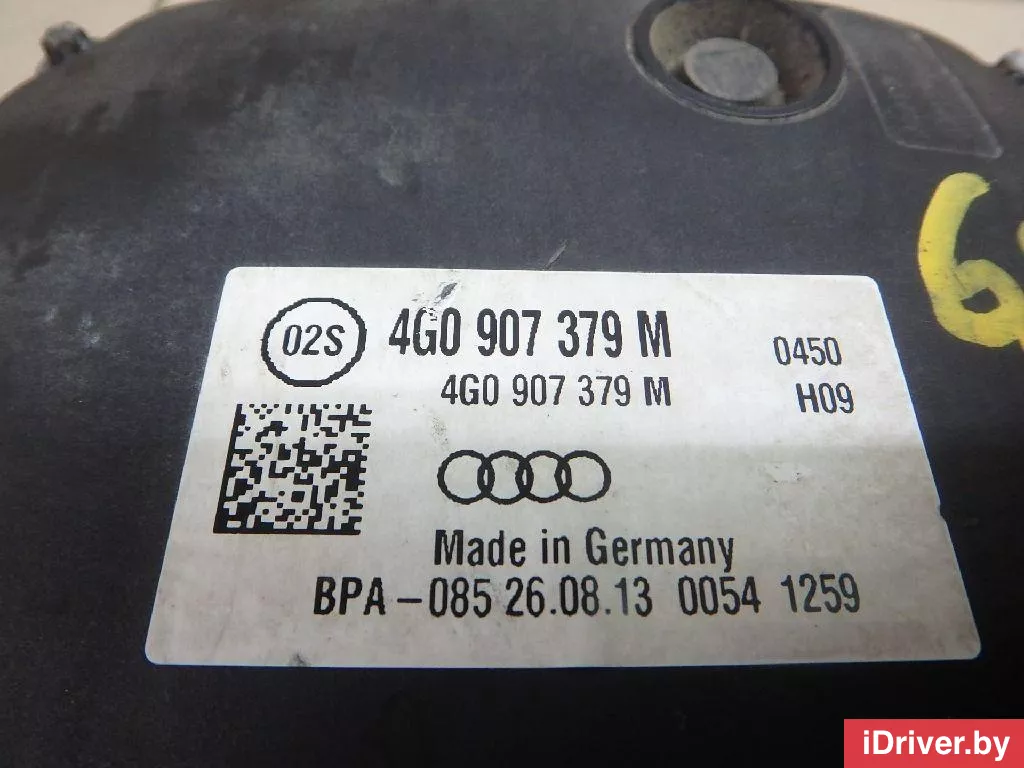 02S 4G0 907 379 M 0450
4G0 907 379 M H09
Made in Germany
BPA-085 26.08.13 0054 1259
iDriver.by